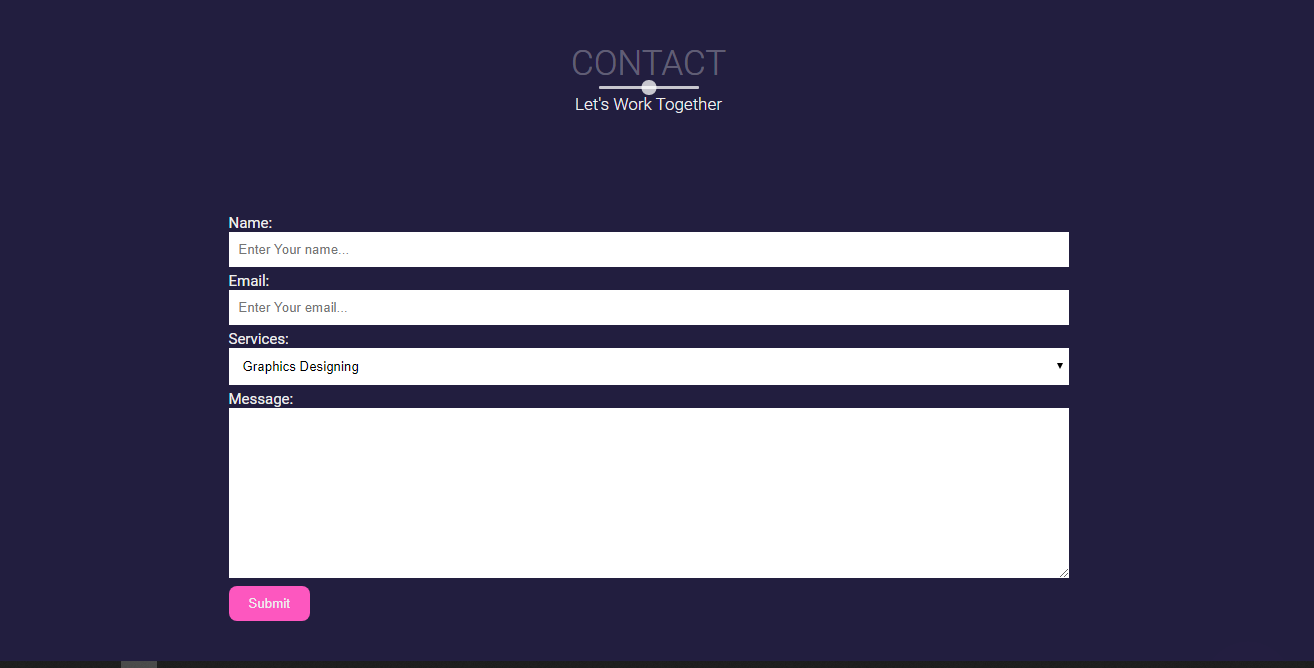 CONTACT
Let's Work Together
Name:
Enter Your name...
Email:
Enter Your email...
Services:
Graphics Designing
Message:
Submit